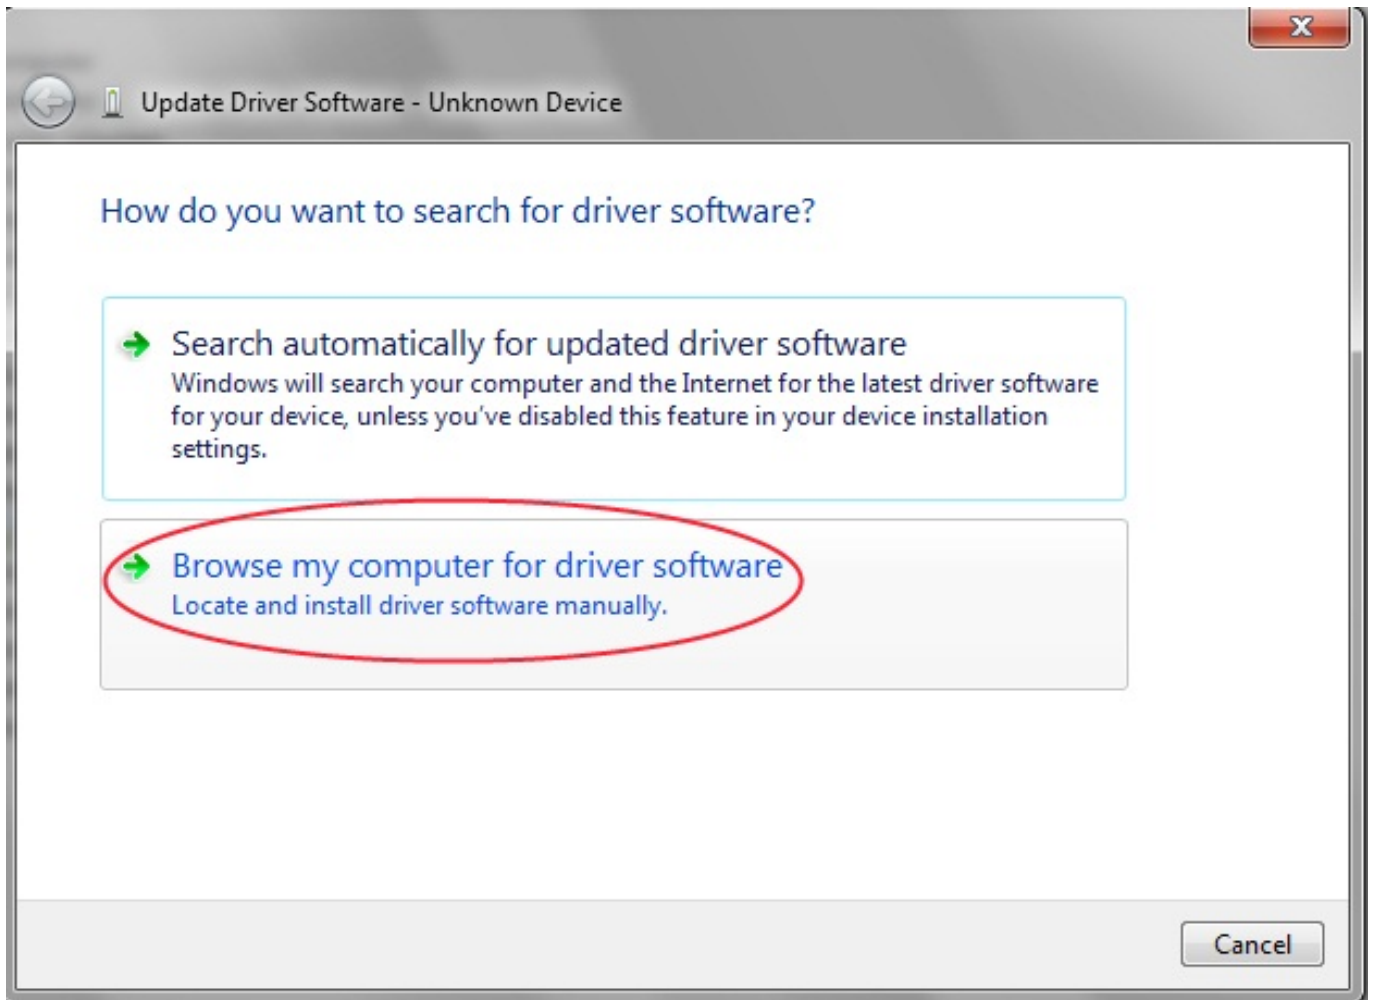 Update Driver Software - Unknown Device
How do you want to search for driver software?
Search automatically for updated driver software
Windows will search your computer and the Internet for the latest driver software
for your device, unless you've disabled this feature in your device installation
settings.
Browse my computer for driver software
Locate and install driver software manually.
Cancel